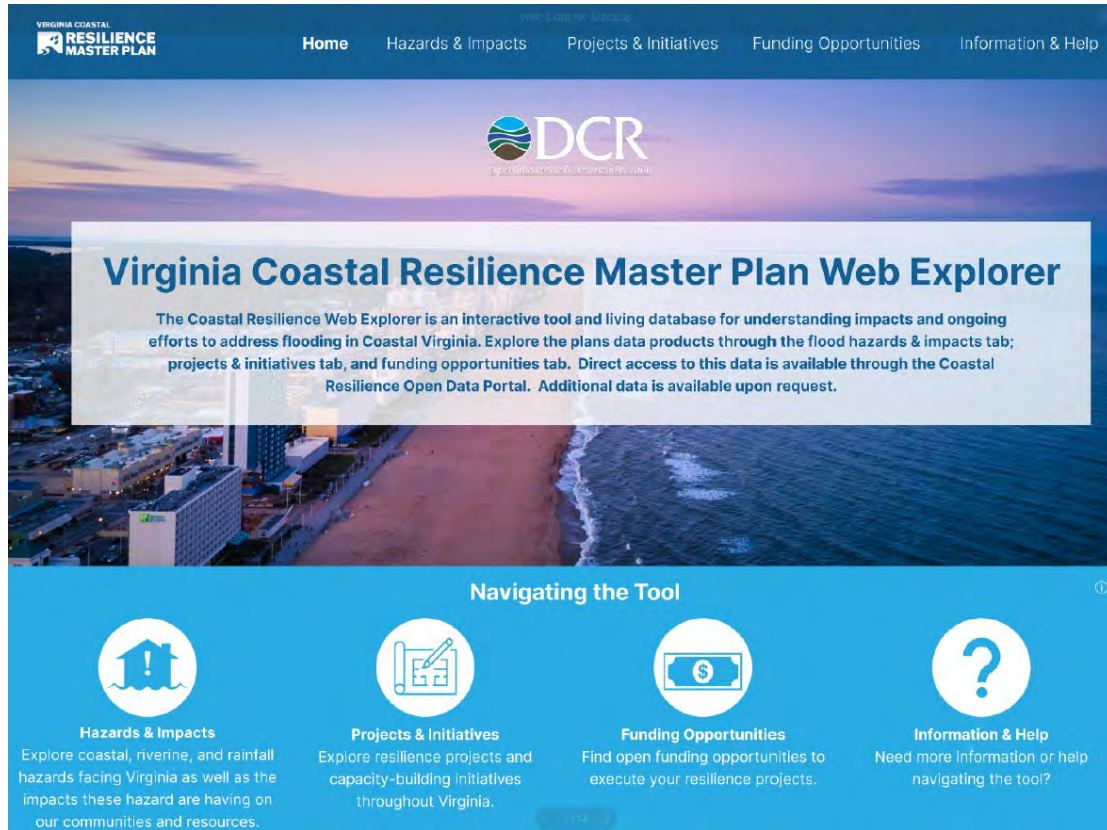 VIRGINIA COASTAL
RESILIENCE
MASTER PLAN
Home Hazards & Impacts Projects & Initiatives Funding Opportunities Information & Help
DCR
Virginia Coastal Resilience Master Plan Web Explorer
The Coastal Resilience Web Explorer is an interactive tool and living database for understanding impacts and ongoing
efforts to address flooding in Coastal Virginia. Explore the plans data products through the flood hazards & impacts tab;
projects & initiatives tab, and funding opportunities tab. Direct access to this data is available through the Coastal
Resilience Open Data Portal. Additional data is available upon request.
Navigating the Tool
Hazards & Impacts
Explore coastal, riverine, and rainfall
hazards facing Virginia as well as the
impacts these hazard are having on
our communities and resources.
Projects & Initiatives
Explore resilience projects and
capacity-building initiatives
throughout Virginia.
Funding Opportunities
Find open funding opportunities to
execute your resilience projects.
Information & Help
Need more information or help
navigating the tool?